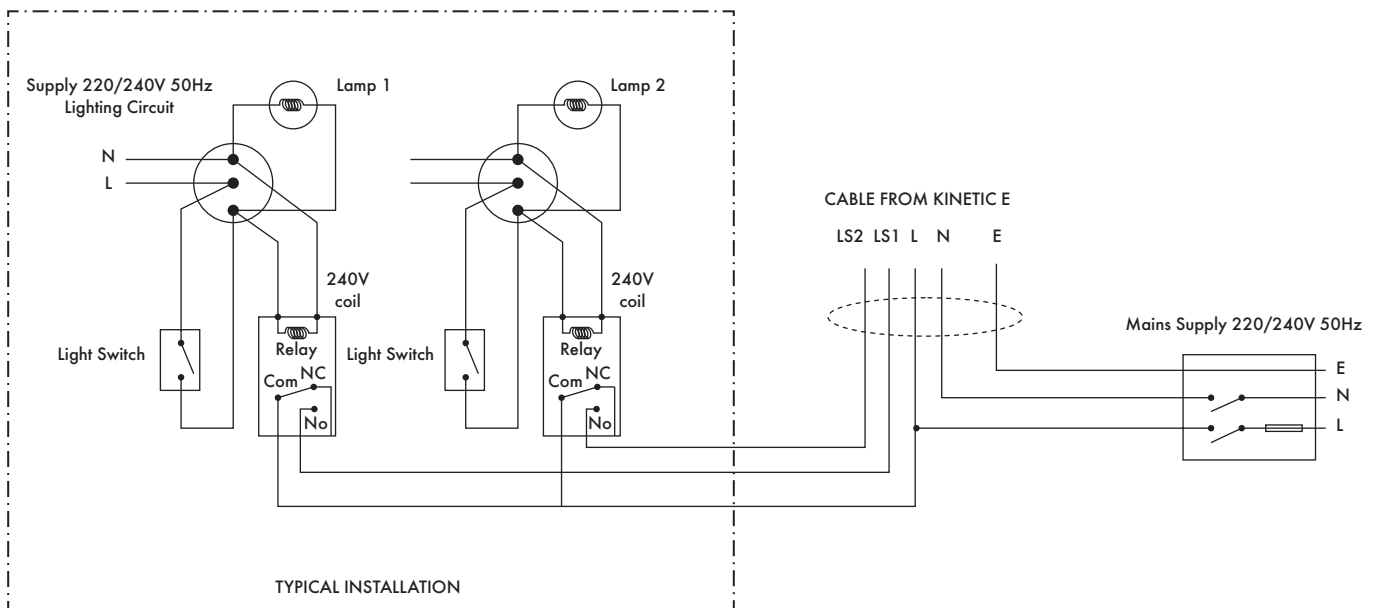 Supply 220/240V 50Hz
Lighting Circuit
Lamp 1
Lamp 2
N
L
CABLE FROM KINETIC E
LS2 LS1 L N E
240V
coil
240V
coil
Mains Supply 220/240V 50Hz
Light Switch
Relay
Light Switch
Relay
Com
NC
No
Com
NC
No
E
N
L
TYPICAL INSTALLATION